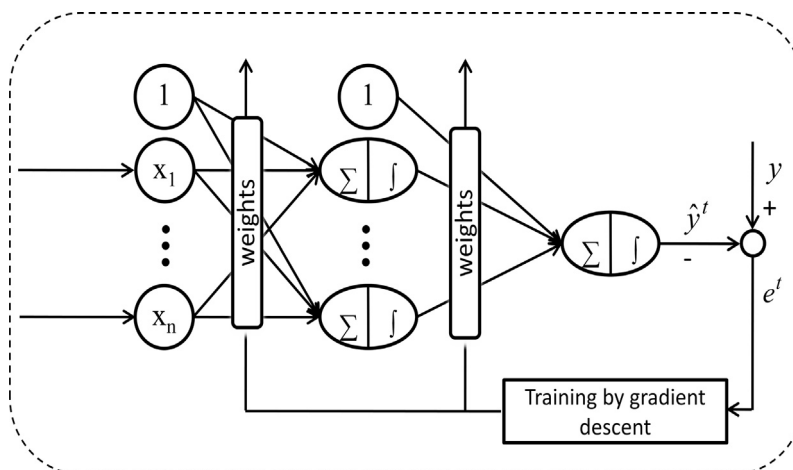 1
1
x₁
weights
∑ ∫
weights
y
ŷᵗ
+
∑ ∫
-
eᵗ
xₙ
∑ ∫
Training by gradient
descent